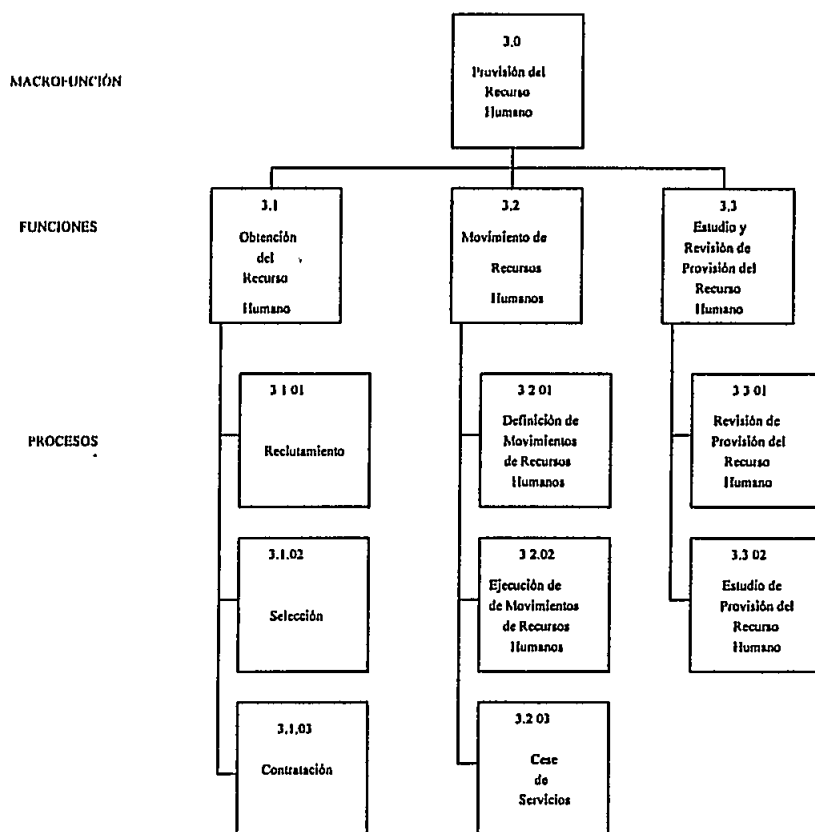 3.0
Provisión del
Recurso
Humano
MACROFUNCIÓN
FUNCIONES
3.1
Obtención
del
Recurso
Humano
3.2
Movimiento de
Recursos
Humanos
3.3
Estudio y
Revisión de
Provisión del
Recurso
Humano
PROCESOS
3 1 01
Reclutamiento
3 2 01
Definición de
Movimientos
de Recursos
Humanos
3 3 01
Revisión de
Provisión del
Recurso
Humano
3.1.02
Selección
3 2.02
Ejecución de
de Movimientos
de Recursos
Humanos
3.3 02
Estudio de
Provisión del
Recurso
Humano
3.1.03
Contratación
3.2 03
Cese
de
Servicios